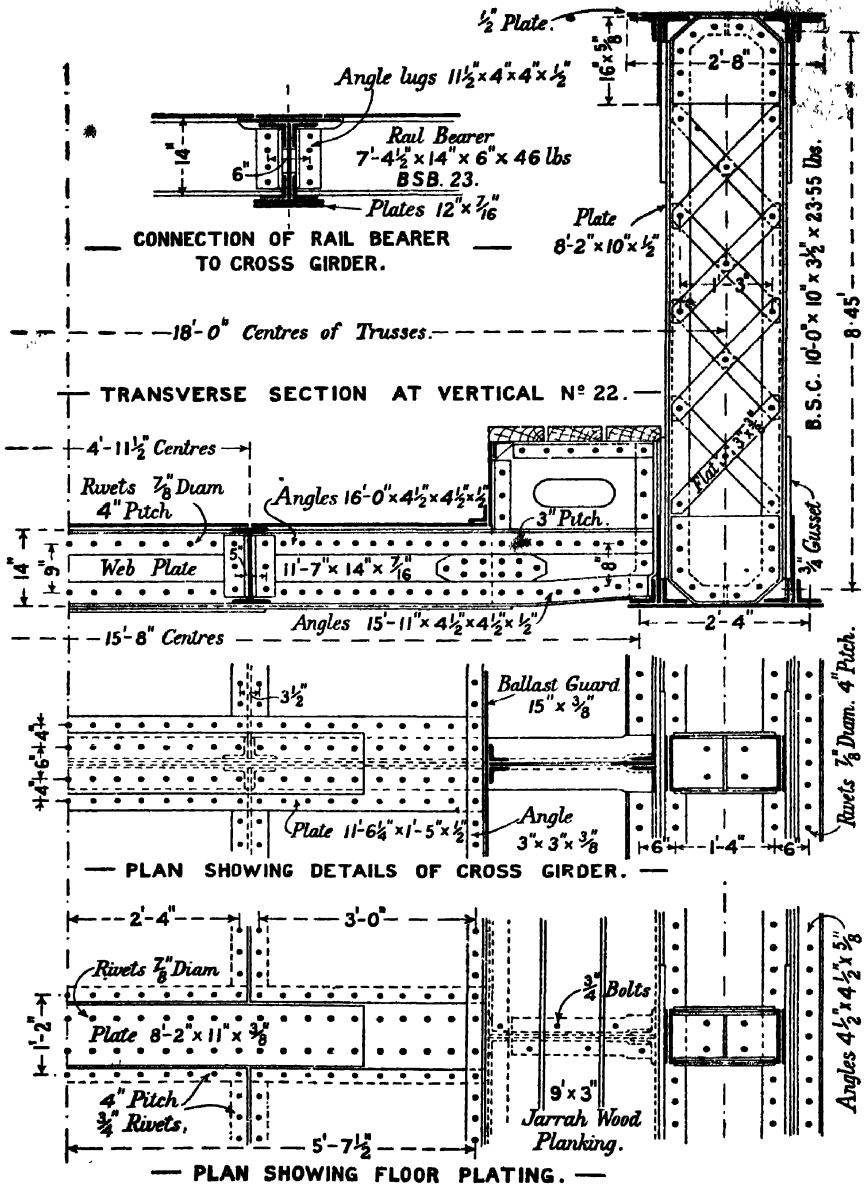 ½" Plate.
16" × ⅝"
2'-8"
Angle lugs 11½" × 4" × 4" × ½"
14"
6"
Rail Bearer
7'-4½" × 14" × 6" × 46 lbs
BSB. 23.
Plates 12" × 7/16"
CONNECTION OF RAIL BEARER
TO CROSS GIRDER.
Plate
8'-2" × 10" × ½"
1'-3"
B.S.C. 10'-0" × 10" × 3½" × 23·55 lbs.
8·45'
18'-0" Centres of Trusses.
TRANSVERSE SECTION AT VERTICAL Nº 22.
4'-11½" Centres
Rivets ⅞" Diam
4" Pitch
Angles 16'-0" × 4½" × 4½" × ½"
3" Pitch.
Flat 3" × ⅜"
¾" Gusset
14"
9"
Web Plate
5"
11'-7" × 14" × 7/16"
8"
Angles 15'-11" × 4½" × 4½" × ½"
2'-4"
15'-8" Centres
3½"
Ballast Guard
15" × ⅜"
4"
6"
4"
Plate 11'-6¼" × 1'-5" × ½"
Angle
3" × 3" × ⅜"
6"
1'-4"
6"
Rivets ⅞" Diam. 4" Pitch.
PLAN SHOWING DETAILS OF CROSS GIRDER.
2'-4"
3'-0"
Rivets ⅞" Diam
1'-2"
Plate 8'-2" × 11" × ⅜"
¾" Bolts
4" Pitch
¾" Rivets,
9' × 3"
Jarrah Wood
Planking.
Angles 4½" × 4½" × ⅝"
5'-7½"
PLAN SHOWING FLOOR PLATING.